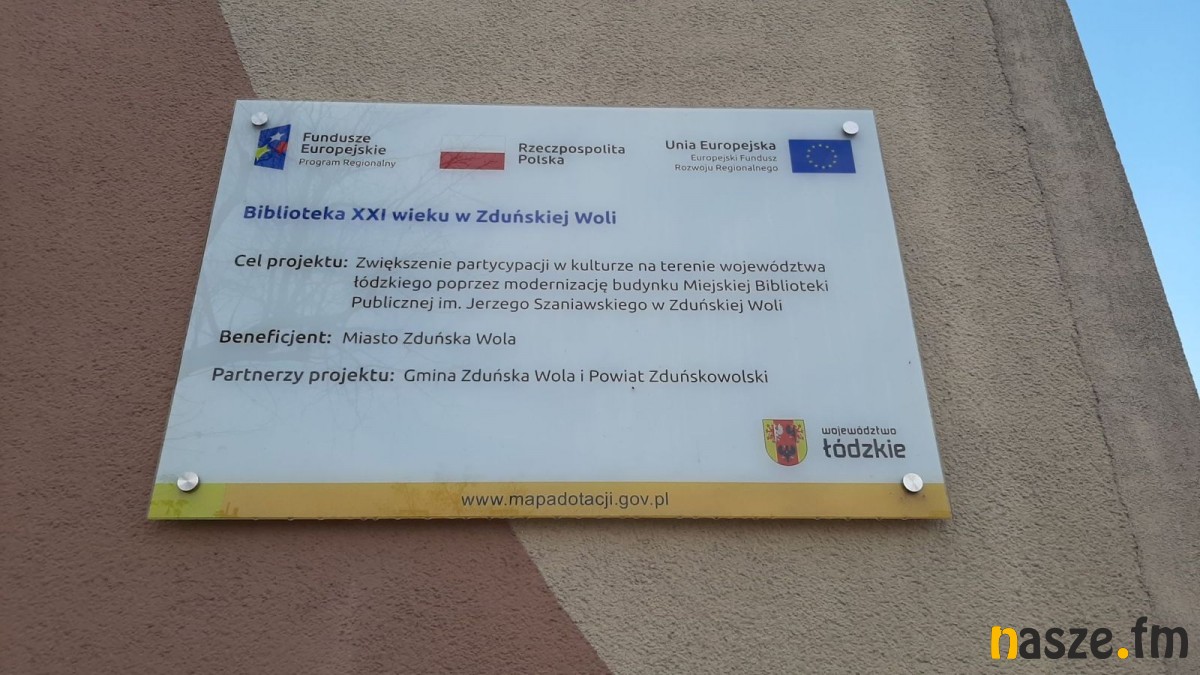 Fundusze
Europejskie
Program Regionalny
Rzeczpospolita
Polska
Unia Europejska
Europejski Fundusz
Rozwoju Regionalnego
Biblioteka XXI wieku w Zduńskiej Woli
Cel projektu: Zwiększenie partycypacji w kulturze na terenie województwa
łódzkiego poprzez modernizację budynku Miejskiej Biblioteki
Publicznej im. Jerzego Szaniawskiego w Zduńskiej Woli
Beneficjent: Miasto Zduńska Wola
Partnerzy projektu: Gmina Zduńska Wola i Powiat Zduńskowolski
województwo
łódzkie
www.mapadotacji.gov.pl
nasze.fm